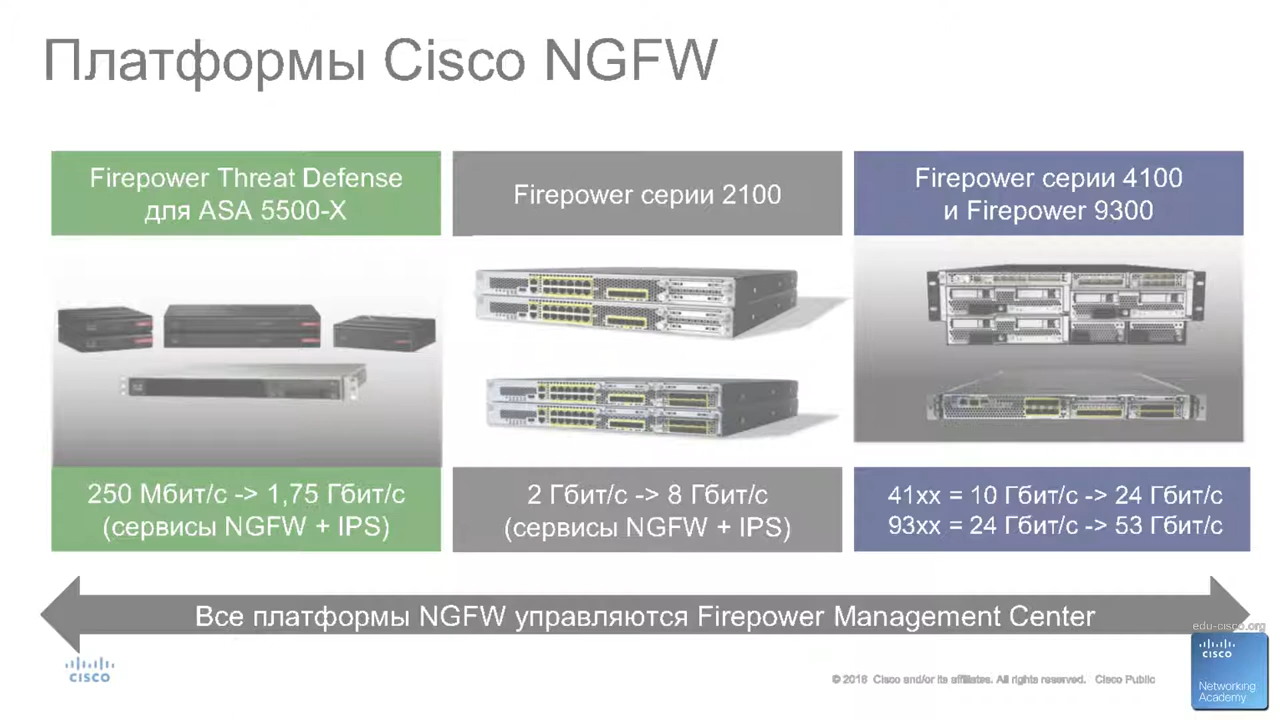 Платформы Cisco NGFW
Firepower Threat Defense
для ASA 5500-X
Firepower серии 2100
Firepower серии 4100
и Firepower 9300
250 Мбит/с -> 1,75 Гбит/с
(сервисы NGFW + IPS)
2 Гбит/с -> 8 Гбит/с
(сервисы NGFW + IPS)
41xx = 10 Гбит/с -> 24 Гбит/с
93xx = 24 Гбит/с -> 53 Гбит/с
Все платформы NGFW управляются Firepower Management Center
edu-cisco.org
CISCO
© 2016 Cisco and/or its affiliates. All rights reserved. Cisco Public
CISCO
Networking
Academy